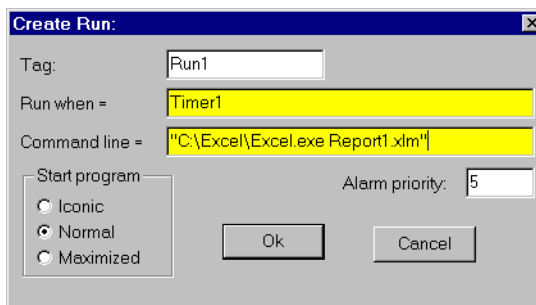 Create Run:
Tag: Run1
Run when = Timer1
Command line = "C:\Excel\Excel.exe Report1.xlm"
Start program
Alarm priority: 5
Iconic
Normal
Maximized
Ok
Cancel